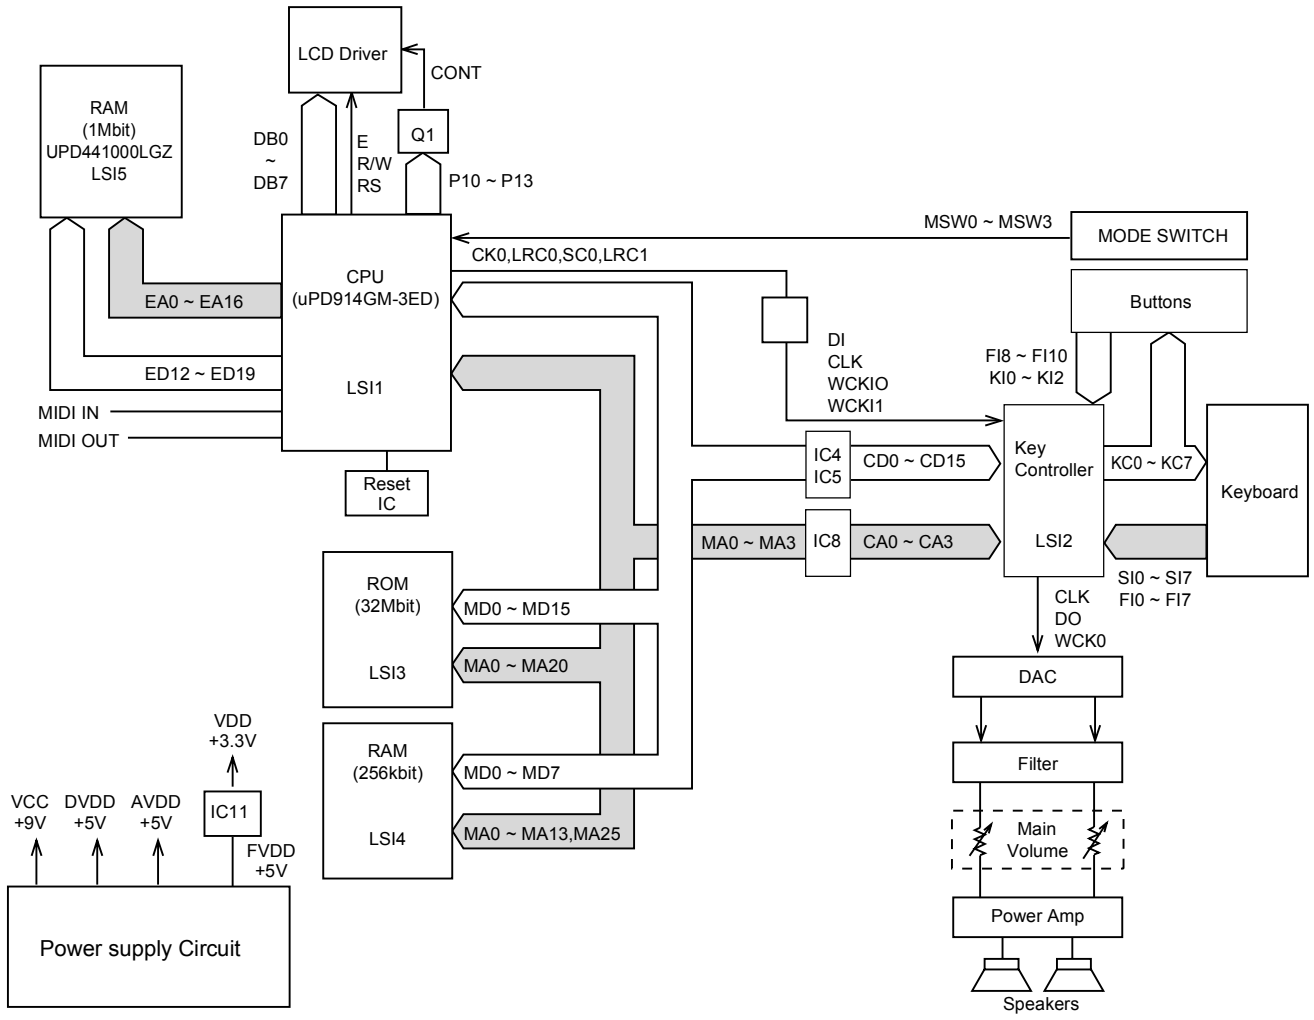 LCD Driver
CONT
RAM
(1Mbit)
UPD441000LGZ
LSI5
Q1
DB0
~
DB7
E
R/W
RS
P10 ~ P13
MSW0 ~ MSW3
MODE SWITCH
CK0,LRC0,SC0,LRC1
CPU
(uPD914GM-3ED)
LSI1
EA0 ~ EA16
ED12 ~ ED19
MIDI IN
MIDI OUT
Reset
IC
Buttons
DI
CLK
WCKIO
WCKI1
FI8 ~ FI10
KI0 ~ KI2
IC4
IC5
CD0 ~ CD15
Key
Controller
LSI2
KC0 ~ KC7
Keyboard
MA0 ~ MA3
IC8
CA0 ~ CA3
SI0 ~ SI7
FI0 ~ FI7
ROM
(32Mbit)
LSI3
MD0 ~ MD15
MA0 ~ MA20
CLK
DO
WCK0
DAC
RAM
(256kbit)
LSI4
MD0 ~ MD7
MA0 ~ MA13,MA25
Filter
Main
Volume
Power Amp
Speakers
VDD
+3.3V
VCC
+9V
DVDD
+5V
AVDD
+5V
IC11
FVDD
+5V
Power supply Circuit